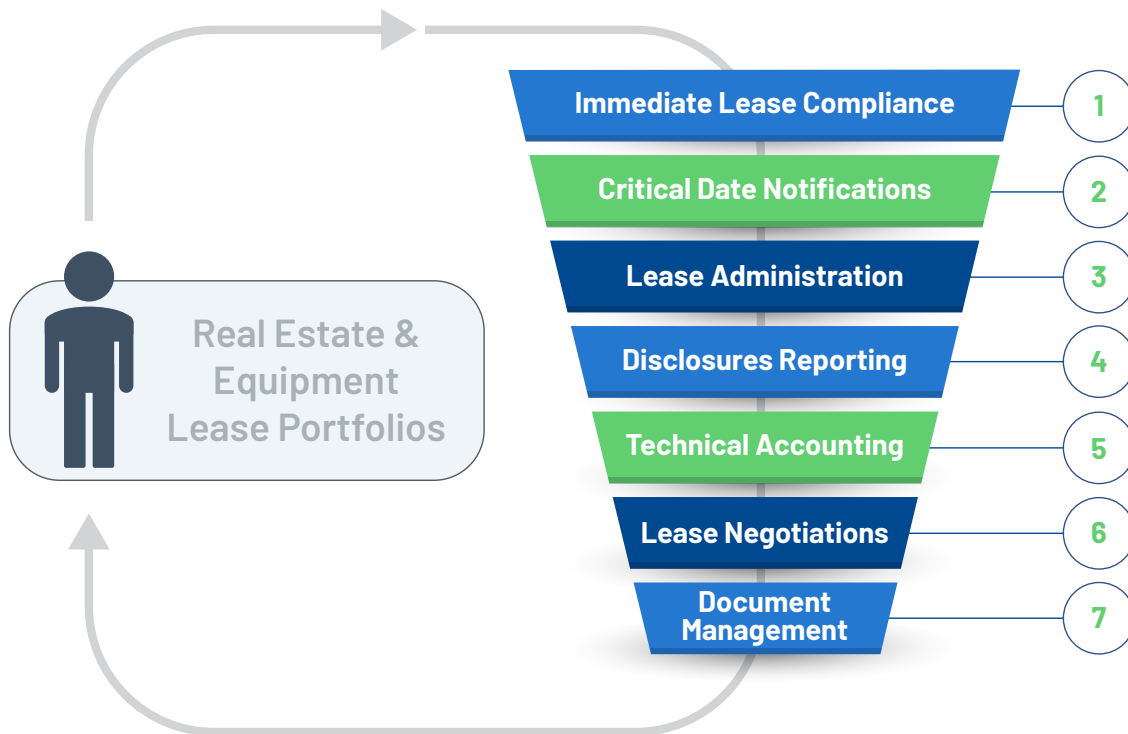 Immediate Lease Compliance
1
Critical Date Notifications
2
Lease Administration
3
Real Estate &
Equipment
Lease Portfolios
Disclosures Reporting
4
Technical Accounting
5
Lease Negotiations
6
Document
Management
7